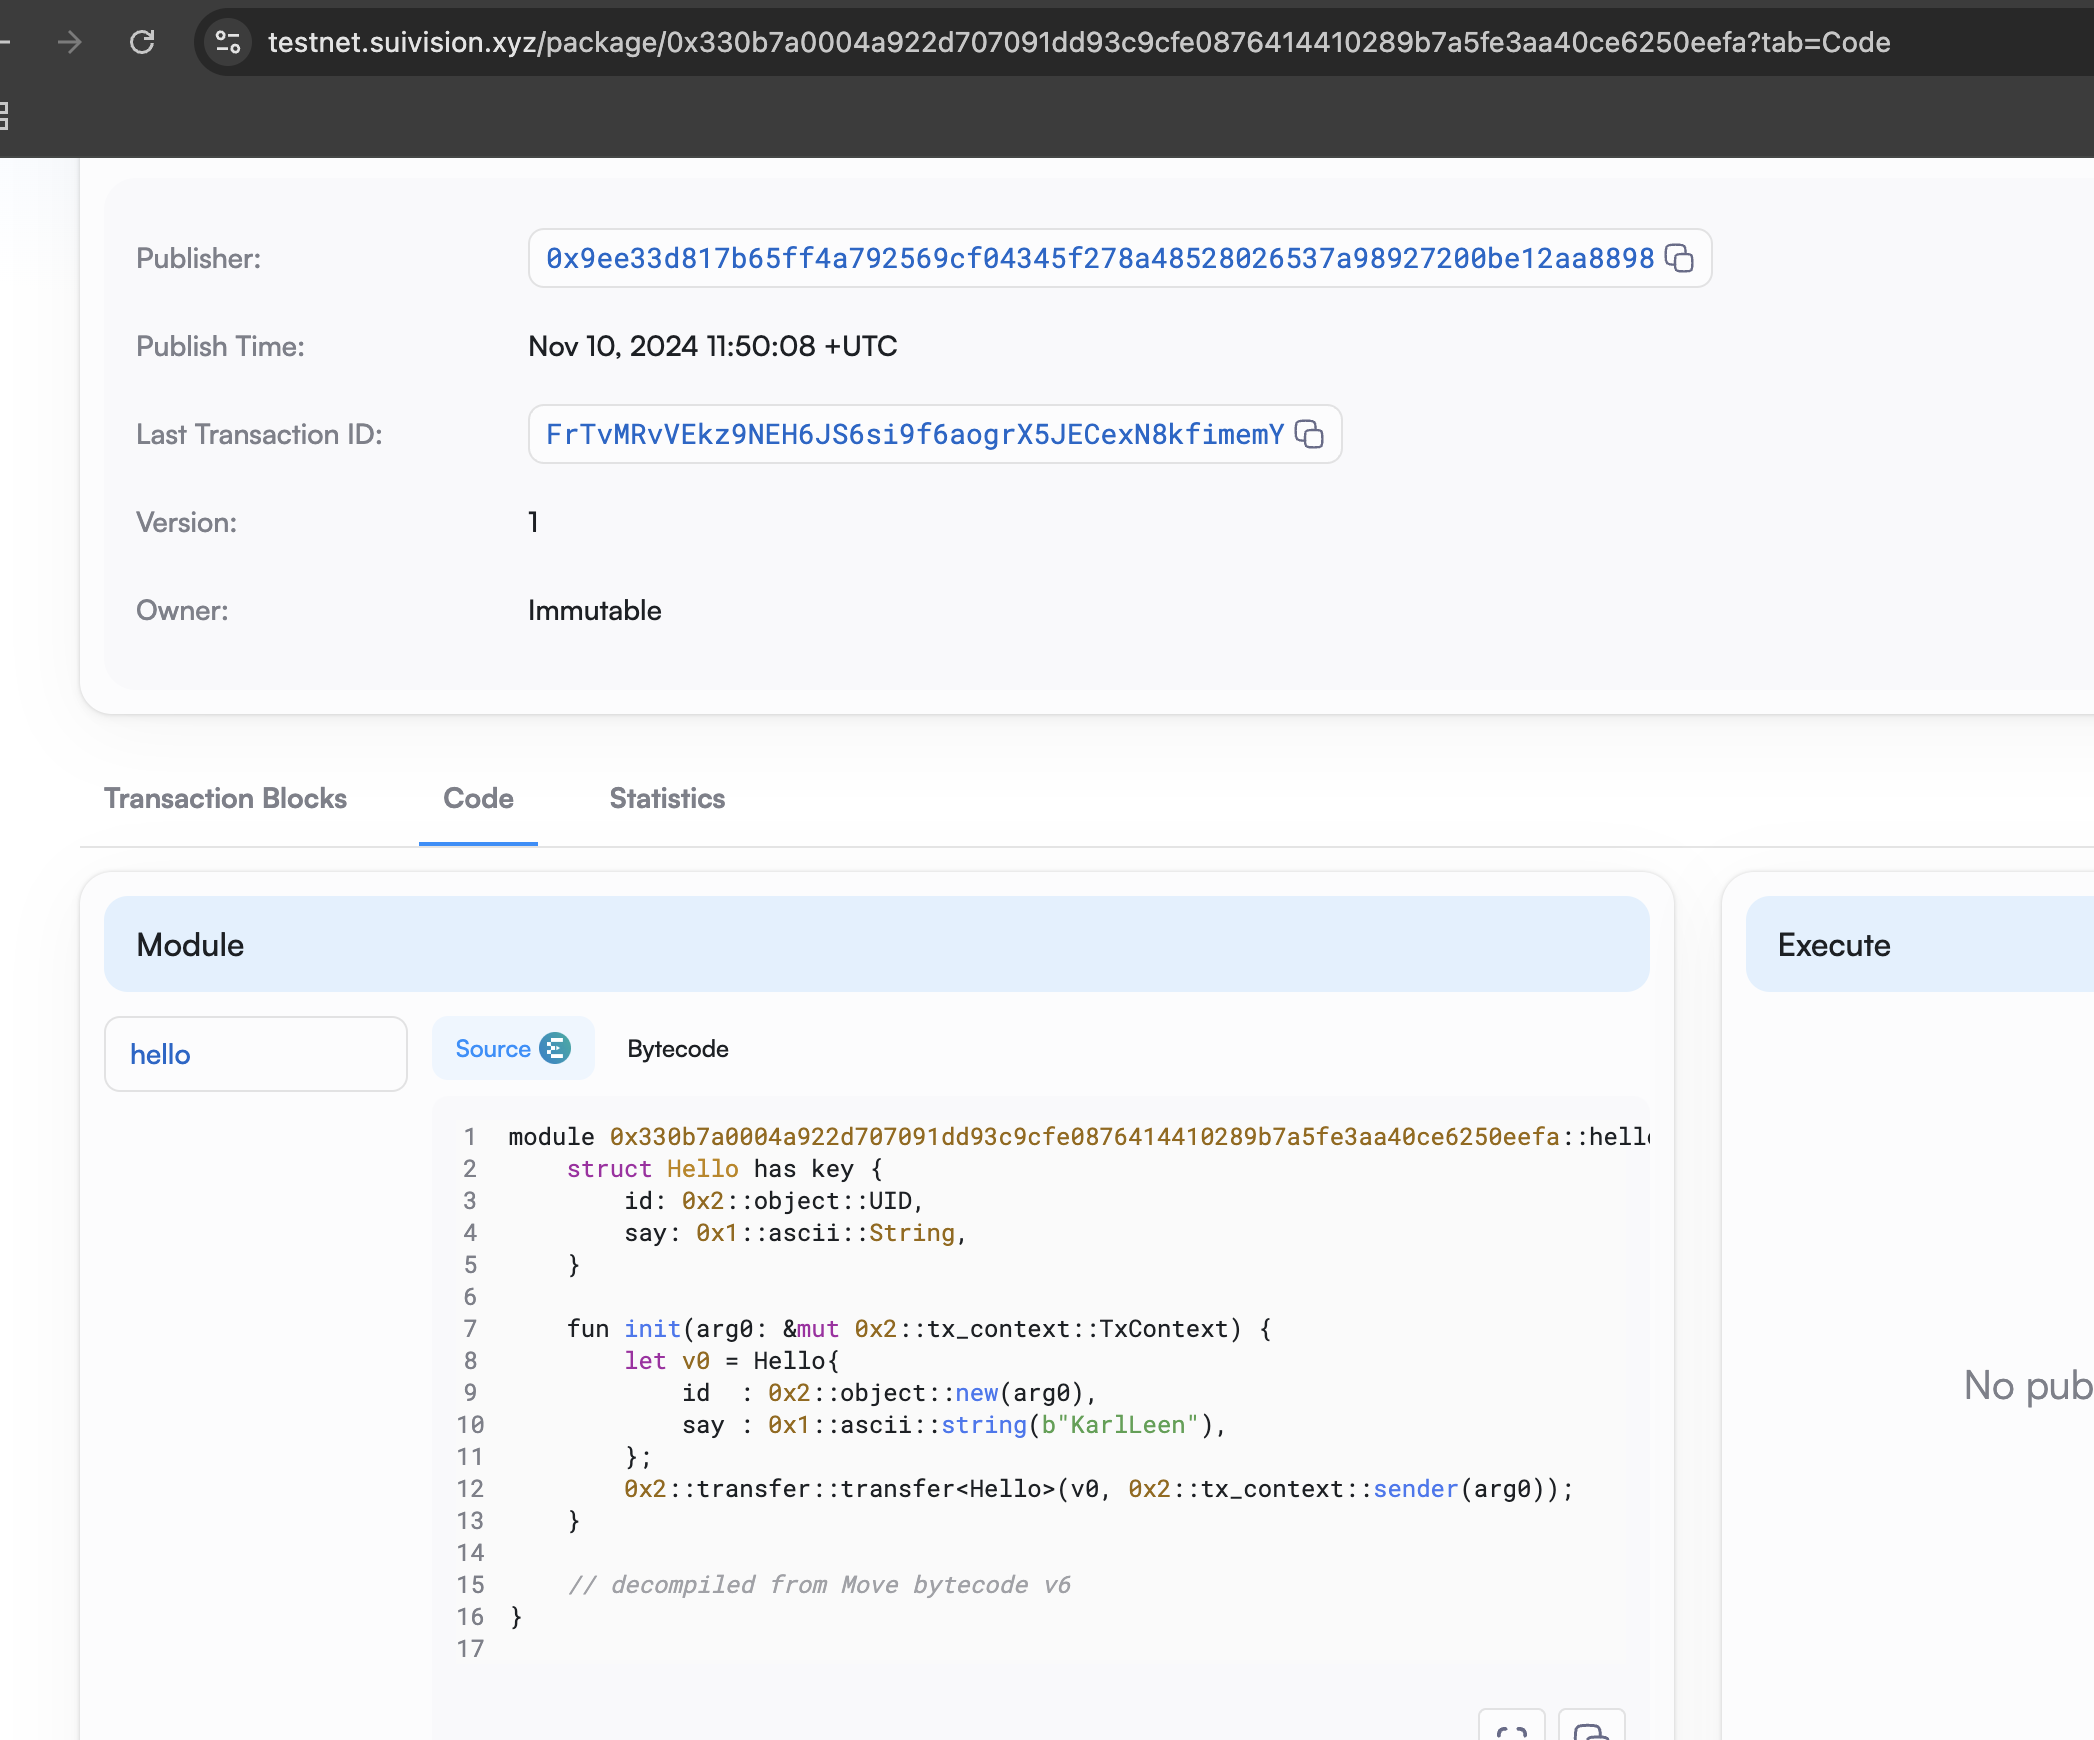 testnet.suivision.xyz/package/0x330b7a0004a922d707091dd93c9cfe0876414410289b7a5fe3aa40ce6250eefa?tab=Code
Publisher: 0x9ee33d817b65ff4a792569cf04345f278a48528026537a98927200be12aa8898
Publish Time: Nov 10, 2024 11:50:08 +UTC
Last Transaction ID: FrTvMRvVEkz9NEH6JS6si9f6aogrX5JECexN8kfimemY
Version: 1
Owner: Immutable
Transaction Blocks Code Statistics
Module
Execute
hello
Source Bytecode
1 module 0x330b7a0004a922d707091dd93c9cfe0876414410289b7a5fe3aa40ce6250eefa::hello
2     struct Hello has key {
3         id: 0x2::object::UID,
4         say: 0x1::ascii::String,
5     }
6
7     fun init(arg0: &mut 0x2::tx_context::TxContext) {
8         let v0 = Hello{
9             id  : 0x2::object::new(arg0),
10             say : 0x1::ascii::string(b"KarlLeen"),
11         };
12         0x2::transfer::transfer<Hello>(v0, 0x2::tx_context::sender(arg0));
13     }
14
15     // decompiled from Move bytecode v6
16 }
17
No pub